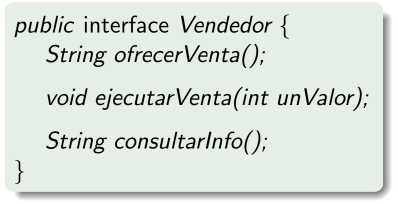 public interface Vendedor {
String ofrecerVenta();
void ejecutarVenta(int unValor);
String consultarInfo();
}